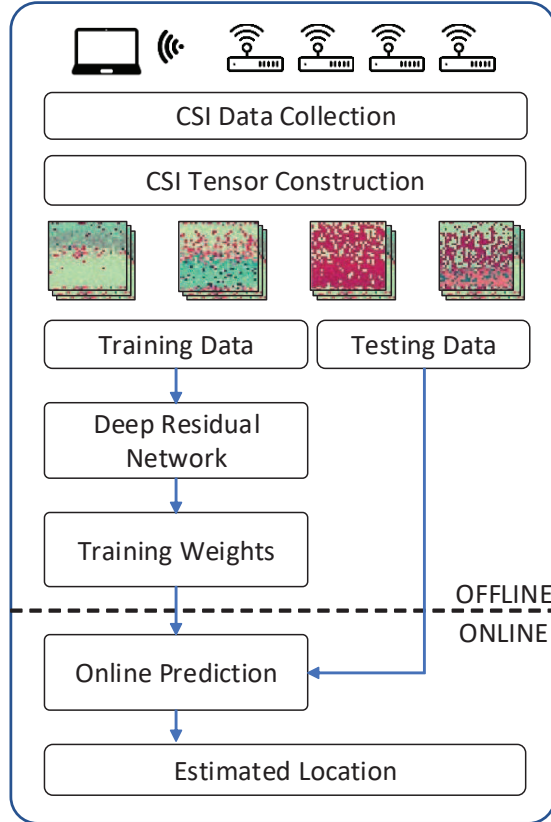 CSI Data Collection
CSI Tensor Construction
Training Data
Testing Data
Deep Residual
Network
Training Weights
OFFLINE
ONLINE
Online Prediction
Estimated Location